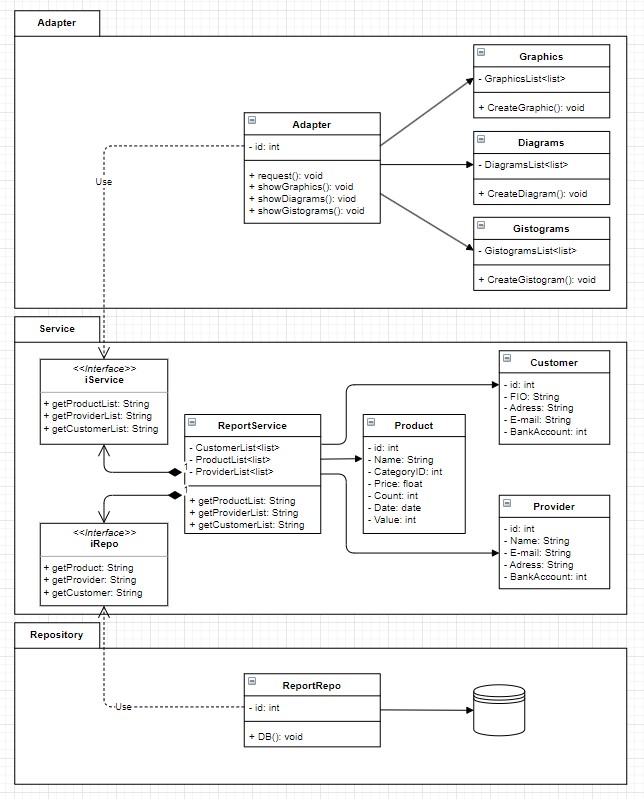 Adapter
Graphics
- GraphicsList<list>
+ CreateGraphic(): void
Adapter
- id: int
+ request(): void
+ showGraphics(): void
+ showDiagrams(): viod
+ showGistograms(): void
Diagrams
- DiagramsList<list>
+ CreateDiagram(): void
Use
Gistograms
- GistogramsList<list>
+ CreateGistogram(): void
Service
<<Interface>>
iService
+ getProductList: String
+ getProviderList: String
+ getCustomerList: String
Customer
- id: int
- FIO: String
- Adress: String
- E-mail: String
- BankAccount: int
ReportService
- CustomerList<list>
- ProductList<list>
- ProviderList<list>
+ getProductList: String
+ getProviderList: String
+ getCustomerList: String
1
1
Product
- id: int
- Name: String
- CategoryID: int
- Price: float
- Count: int
- Date: date
- Value: int
Provider
- id: int
- Name: String
- E-mail: String
- Adress: String
- BankAccount: int
<<Interface>>
iRepo
+ getProduct: String
+ getProvider: String
+ getCustomer: String
Repository
Use
ReportRepo
- id: int
+ DB(): void